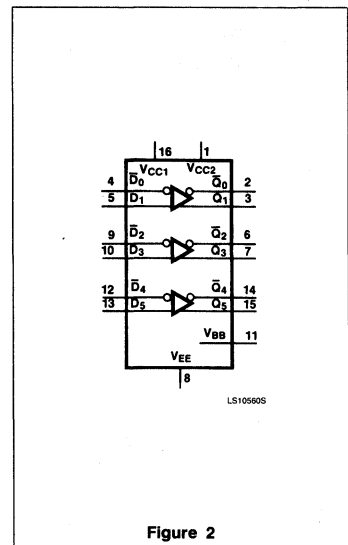 16 1
VCC1 VCC2
4 D̄0 Q̄0 2
5 D1 Q1 3
9 D̄2 Q̄2 6
10 D3 Q3 7
12 D̄4 Q̄4 14
13 D5 Q5 15
VBB 11
VEE
8
LS10560S
Figure 2